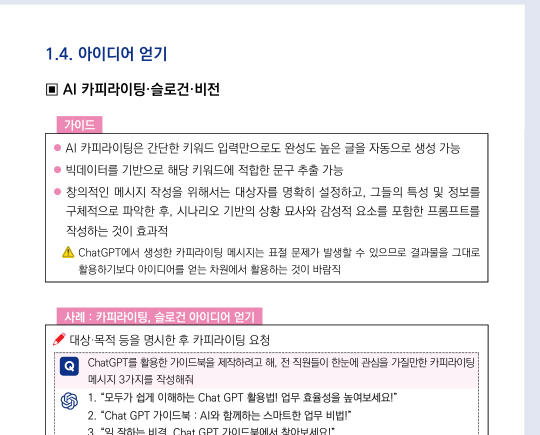 1.4. 아이디어 얻기
▣ AI 카피라이팅·슬로건·비전
가이드
● AI 카피라이팅은 간단한 키워드 입력만으로도 완성도 높은 글을 자동으로 생성 가능
● 빅데이터를 기반으로 해당 키워드에 적합한 문구 추출 가능
● 창의적인 메시지 작성을 위해서는 대상자를 명확히 설정하고, 그들의 특성 및 정보를
구체적으로 파악한 후, 시나리오 기반의 상황 묘사와 감성적 요소를 포함한 프롬프트를
작성하는 것이 효과적
ChatGPT에서 생성한 카피라이팅 메시지는 표절 문제가 발생할 수 있으므로 결과물을 그대로
활용하기보다 아이디어를 얻는 차원에서 활용하는 것이 바람직
사례 : 카피라이팅, 슬로건 아이디어 얻기
대상·목적 등을 명시한 후 카피라이팅 요청
Q ChatGPT를 활용한 가이드북을 제작하려고 해, 전 직원들이 한눈에 관심을 가질만한 카피라이팅
메시지 3가지를 작성해줘
1. "모두가 쉽게 이해하는 Chat GPT 활용법! 업무 효율성을 높여보세요!"
2. "Chat GPT 가이드북 : AI와 함께하는 스마트한 업무 비법!"
3. "일 잘하는 비결, Chat GPT 가이드북에서 찾아보세요!"